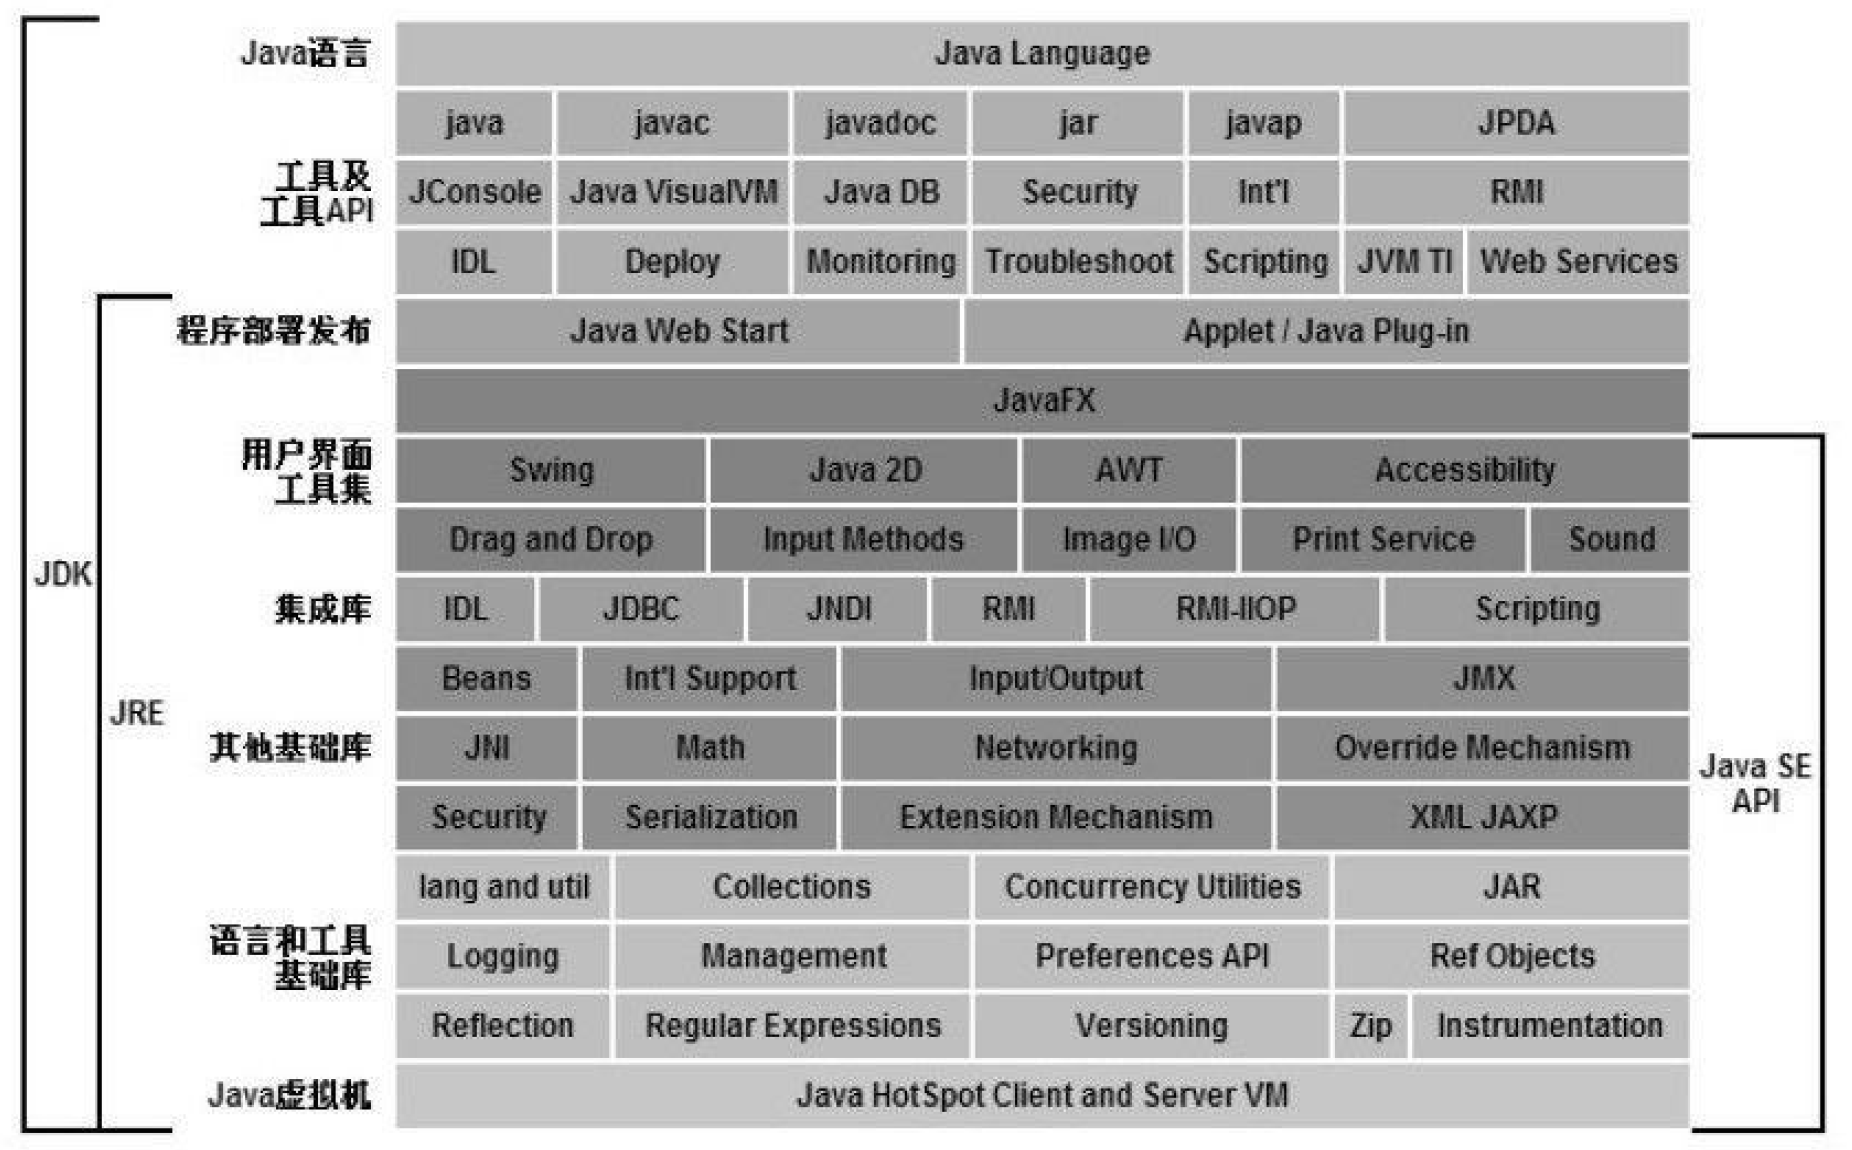 Java语言
Java Language
java javac javadoc jar javap JPDA
工具及
工具API
JConsole Java VisualVM Java DB Security Int'l RMI
IDL Deploy Monitoring Troubleshoot Scripting JVM TI Web Services
程序部署发布
Java Web Start Applet / Java Plug-in
JavaFX
用户界面
工具集
Swing Java 2D AWT Accessibility
Drag and Drop Input Methods Image I/O Print Service Sound
JDK
集成库
IDL JDBC JNDI RMI RMI-IIOP Scripting
Beans Int'l Support Input/Output JMX
JRE
其他基础库
JNI Math Networking Override Mechanism
Java SE
API
Security Serialization Extension Mechanism XML JAXP
lang and util Collections Concurrency Utilities JAR
语言和工具
基础库
Logging Management Preferences API Ref Objects
Reflection Regular Expressions Versioning Zip Instrumentation
Java虚拟机
Java HotSpot Client and Server VM